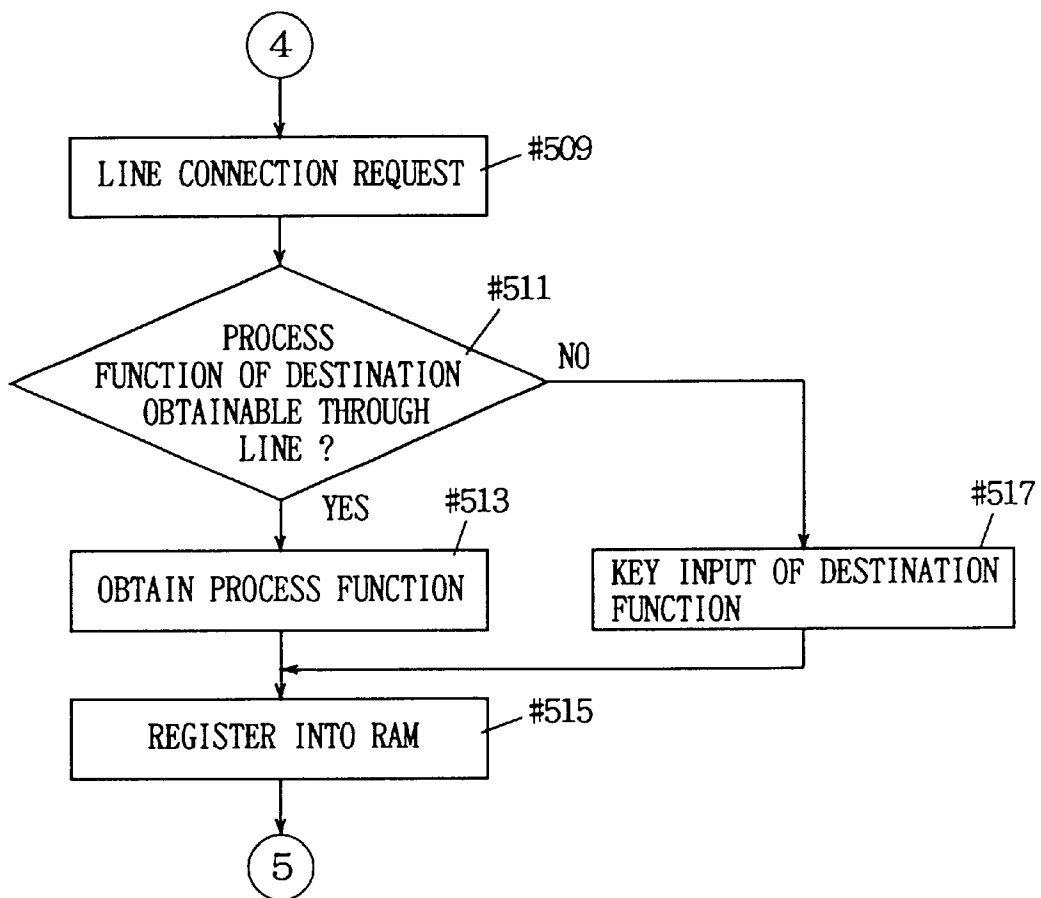 4
LINE CONNECTION REQUEST
#509
#511
PROCESS
FUNCTION OF DESTINATION
OBTAINABLE THROUGH
LINE ?
NO
YES
#513
#517
OBTAIN PROCESS FUNCTION
KEY INPUT OF DESTINATION
FUNCTION
REGISTER INTO RAM
#515
5